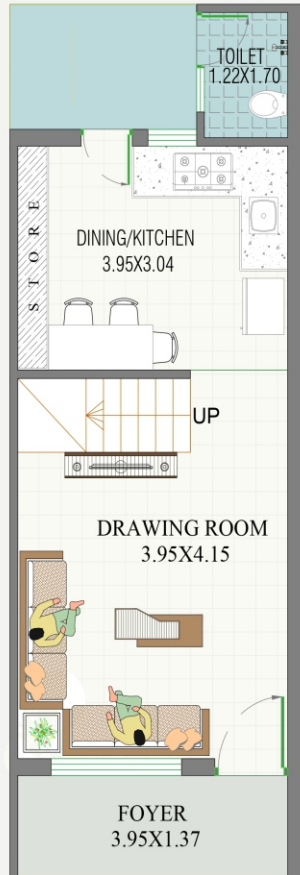 TOILET
1.22X1.70
DINING/KITCHEN
3.95X3.04
STORE
UP
DRAWING ROOM
3.95X4.15
FOYER
3.95X1.37